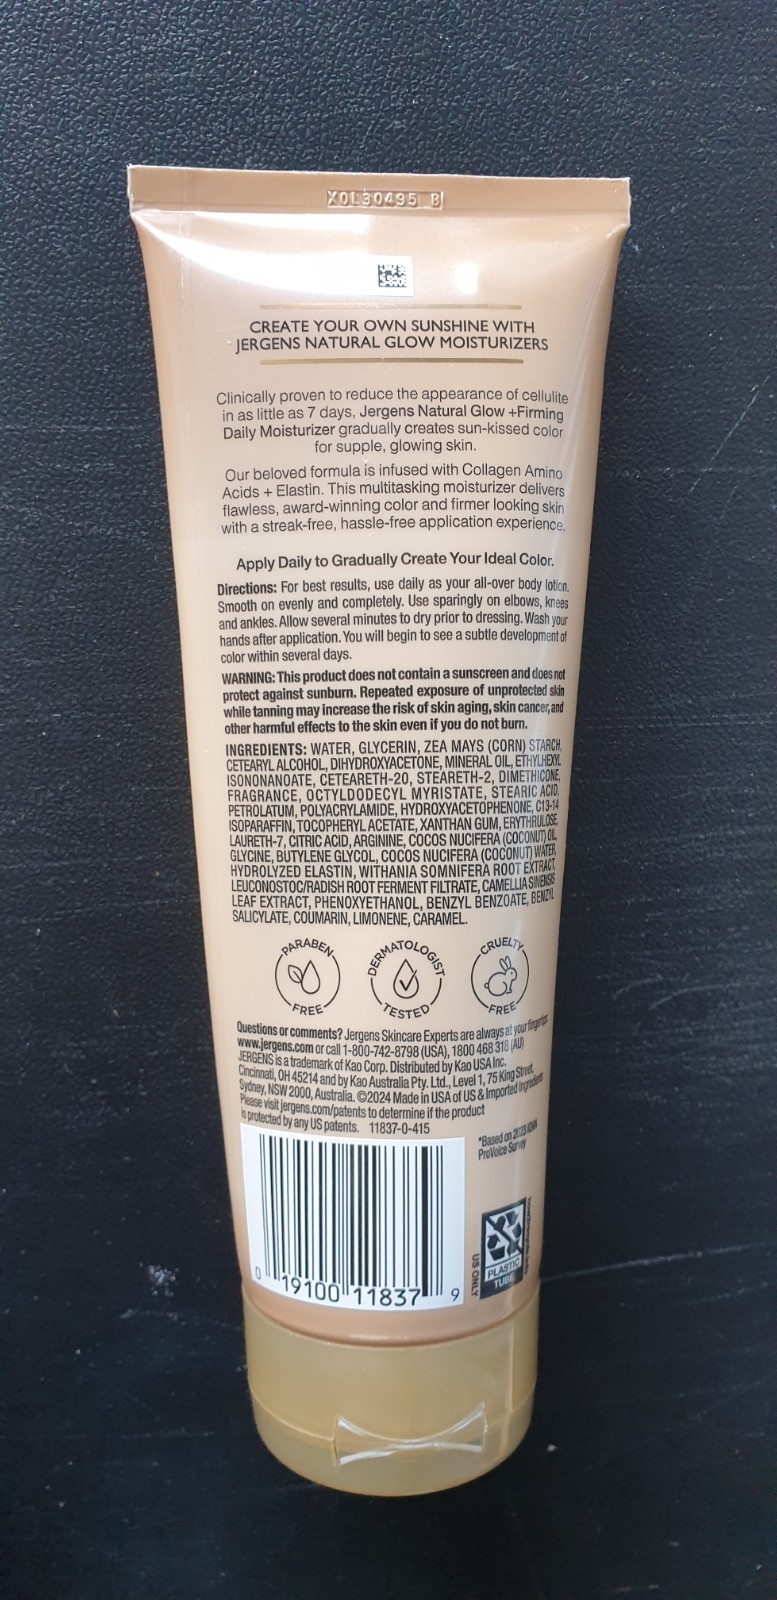 X0L30495 B
CREATE YOUR OWN SUNSHINE WITH
JERGENS NATURAL GLOW MOISTURIZERS
Clinically proven to reduce the appearance of cellulite
in as little as 7 days, Jergens Natural Glow +Firming
Daily Moisturizer gradually creates sun-kissed color
for supple, glowing skin.
Our beloved formula is infused with Collagen Amino
Acids + Elastin. This multitasking moisturizer delivers
flawless, award-winning color and firmer looking skin
with a streak-free, hassle-free application experience.
Apply Daily to Gradually Create Your Ideal Color.
Directions: For best results, use daily as your all-over body lotion.
Smooth on evenly and completely. Use sparingly on elbows, knees
and ankles. Allow several minutes to dry prior to dressing. Wash your
hands after application. You will begin to see a subtle development of
color within several days.
WARNING: This product does not contain a sunscreen and does not
protect against sunburn. Repeated exposure of unprotected skin
while tanning may increase the risk of skin aging, skin cancer, and
other harmful effects to the skin even if you do not burn.
INGREDIENTS: WATER, GLYCERIN, ZEA MAYS (CORN) STARCH,
CETEARYL ALCOHOL, DIHYDROXYACETONE, MINERAL OIL, ETHYLHEXYL
ISONONANOATE, CETEARETH-20, STEARETH-2, DIMETHICONE,
FRAGRANCE, OCTYLDODECYL MYRISTATE, STEARIC ACID,
PETROLATUM, POLYACRYLAMIDE, HYDROXYACETOPHENONE, C13-14
ISOPARAFFIN, TOCOPHERYL ACETATE, XANTHAN GUM, ERYTHRULOSE,
LAURETH-7, CITRIC ACID, ARGININE, COCOS NUCIFERA (COCONUT) OIL,
GLYCINE, BUTYLENE GLYCOL, COCOS NUCIFERA (COCONUT) WATER,
HYDROLYZED ELASTIN, WITHANIA SOMNIFERA ROOT EXTRACT,
LEUCONOSTOC/RADISH ROOT FERMENT FILTRATE, CAMELLIA SINENSIS
LEAF EXTRACT, PHENOXYETHANOL, BENZYL BENZOATE, BENZYL
SALICYLATE, COUMARIN, LIMONENE, CARAMEL.
PARABEN FREE
DERMATOLOGIST TESTED
CRUELTY FREE
Questions or comments? Jergens Skincare Experts are always at your fingertips
www.jergens.com or call 1-800-742-8798 (USA), 1800 468 318 (AU)
JERGENS is a trademark of Kao Corp. Distributed by Kao USA Inc.
Cincinnati, OH 45214 and by Kao Australia Pty. Ltd., Level 1, 75 King Street,
Sydney, NSW 2000, Australia. ©2024 Made in USA of US & Imported Ingredients
Please visit jergens.com/patents to determine if the product
is protected by any US patents. 11837-0-415
*Based on 2023
ProVoice Survey
PLASTIC
TUBE
US ONLY
0 19100 11837 9